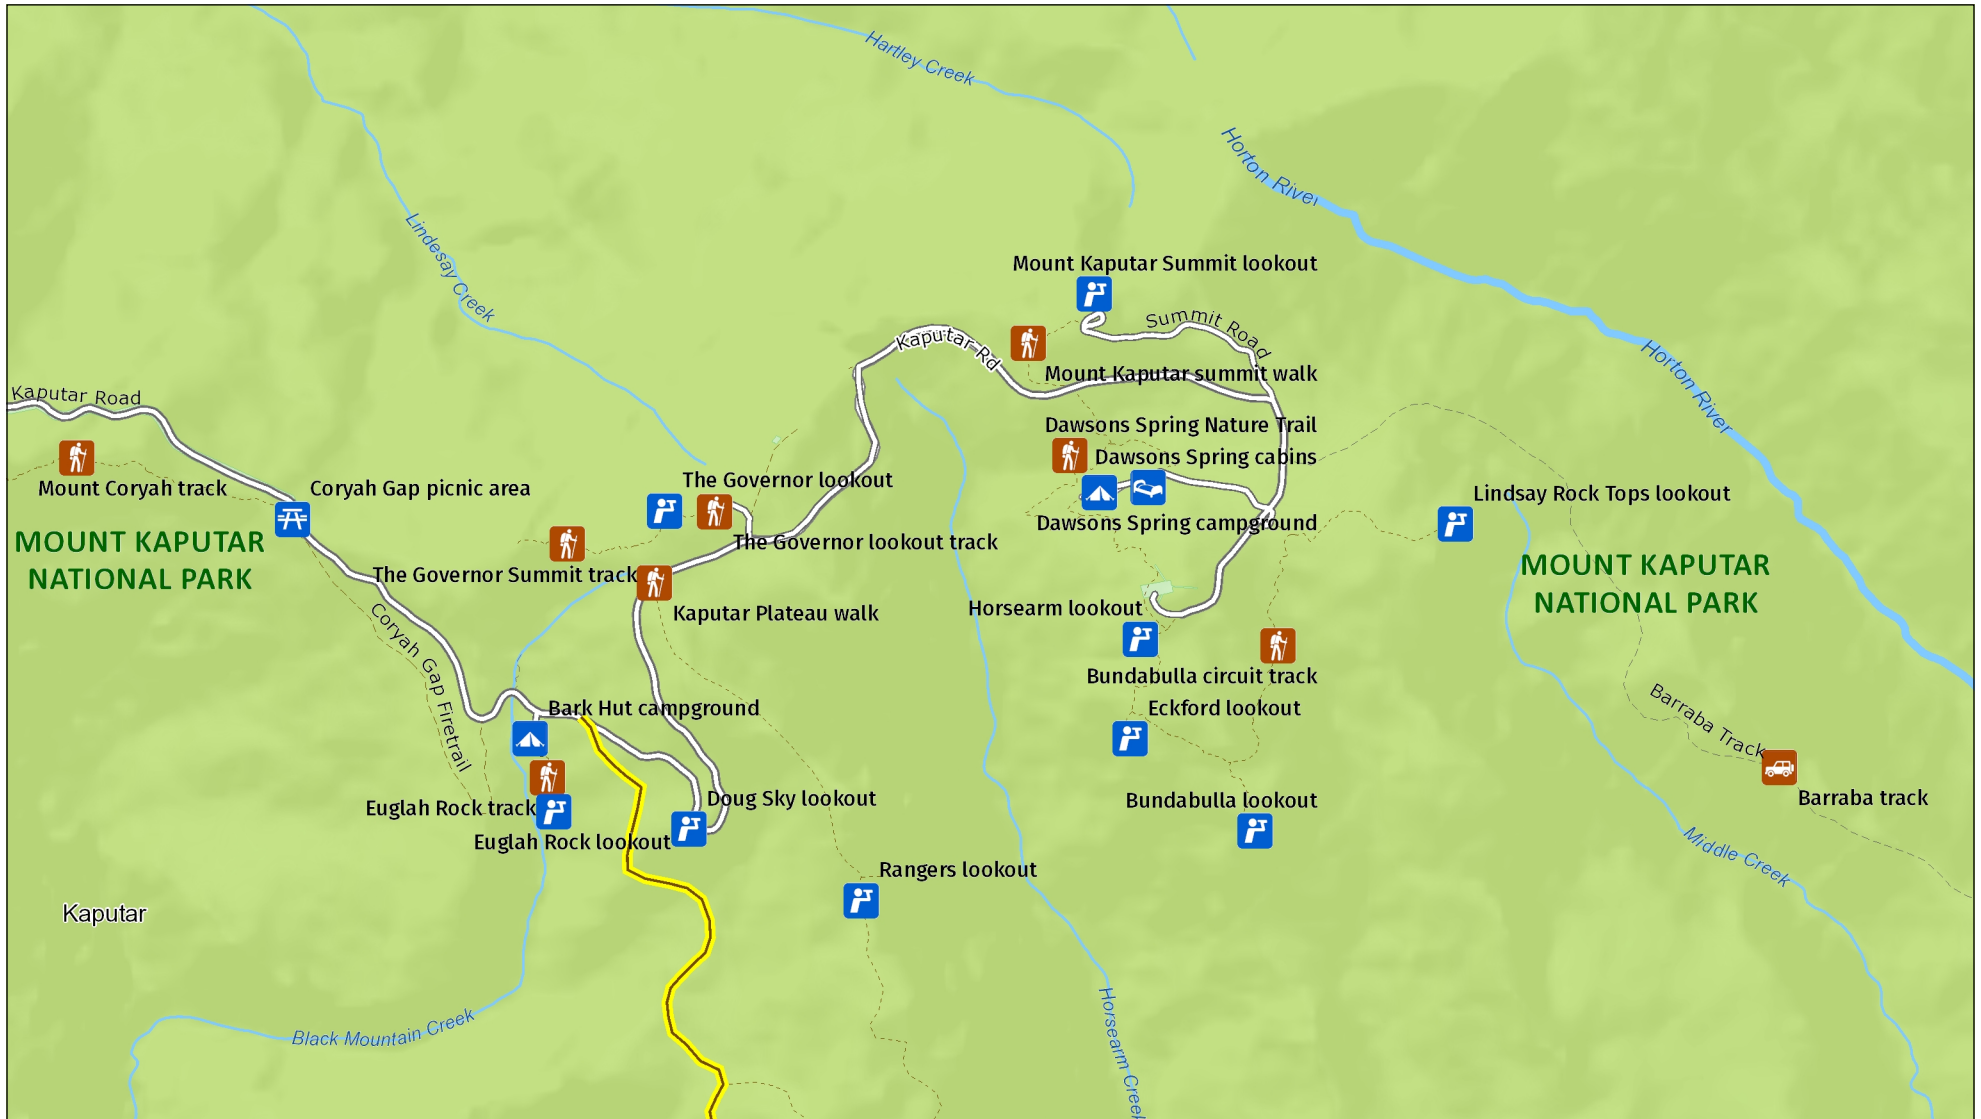 Hartley Creek
Horton River
Lindesay Creek
Mount Kaputar Summit lookout
Summit Road
Kaputar Rd
Horton River
Mount Kaputar summit walk
Kaputar Road
Dawsons Spring Nature Trail
Dawsons Spring cabins
Mount Coryah track
Coryah Gap picnic area
The Governor lookout
Lindsay Rock Tops lookout
Dawsons Spring campground
MOUNT KAPUTAR
NATIONAL PARK
The Governor lookout track
The Governor Summit track
MOUNT KAPUTAR
NATIONAL PARK
Kaputar Plateau walk
Horsearm lookout
Coryah Gap Firetrail
Bundabulla circuit track
Bark Hut campground
Eckford lookout
Barraba Track
Euglah Rock track
Doug Sky lookout
Bundabulla lookout
Barraba track
Euglah Rock lookout
Rangers lookout
Middle Creek
Kaputar
Black Mountain Creek
Horsearm Creek